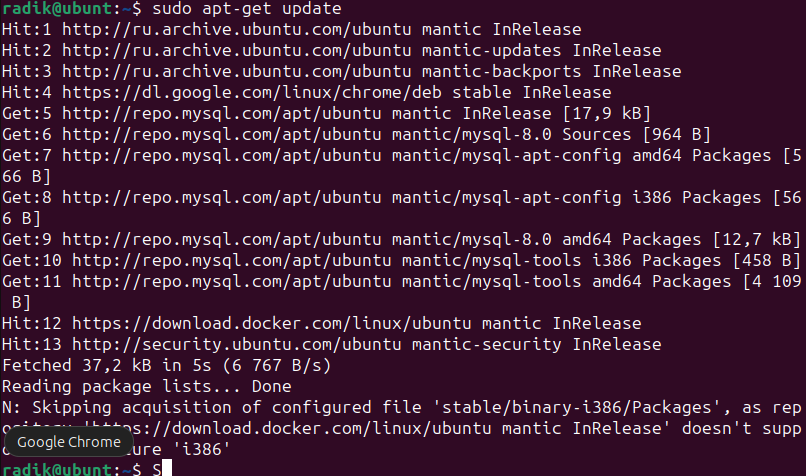 radik@ubunt:~$ sudo apt-get update
Hit:1 http://ru.archive.ubuntu.com/ubuntu mantic InRelease
Hit:2 http://ru.archive.ubuntu.com/ubuntu mantic-updates InRelease
Hit:3 http://ru.archive.ubuntu.com/ubuntu mantic-backports InRelease
Hit:4 https://dl.google.com/linux/chrome/deb stable InRelease
Get:5 http://repo.mysql.com/apt/ubuntu mantic InRelease [17,9 kB]
Get:6 http://repo.mysql.com/apt/ubuntu mantic/mysql-8.0 Sources [964 B]
Get:7 http://repo.mysql.com/apt/ubuntu mantic/mysql-apt-config amd64 Packages [5
66 B]
Get:8 http://repo.mysql.com/apt/ubuntu mantic/mysql-apt-config i386 Packages [56
6 B]
Get:9 http://repo.mysql.com/apt/ubuntu mantic/mysql-8.0 amd64 Packages [12,7 kB]
Get:10 http://repo.mysql.com/apt/ubuntu mantic/mysql-tools i386 Packages [458 B]
Get:11 http://repo.mysql.com/apt/ubuntu mantic/mysql-tools amd64 Packages [4 109
 B]
Hit:12 https://download.docker.com/linux/ubuntu mantic InRelease
Hit:13 http://security.ubuntu.com/ubuntu mantic-security InRelease
Fetched 37,2 kB in 5s (6 767 B/s)
Reading package lists... Done
N: Skipping acquisition of configured file 'stable/binary-i386/Packages', as rep
ository 'https://download.docker.com/linux/ubuntu mantic InRelease' doesn't supp
ture 'i386'
Google Chrome
radik@ubunt:~$ S